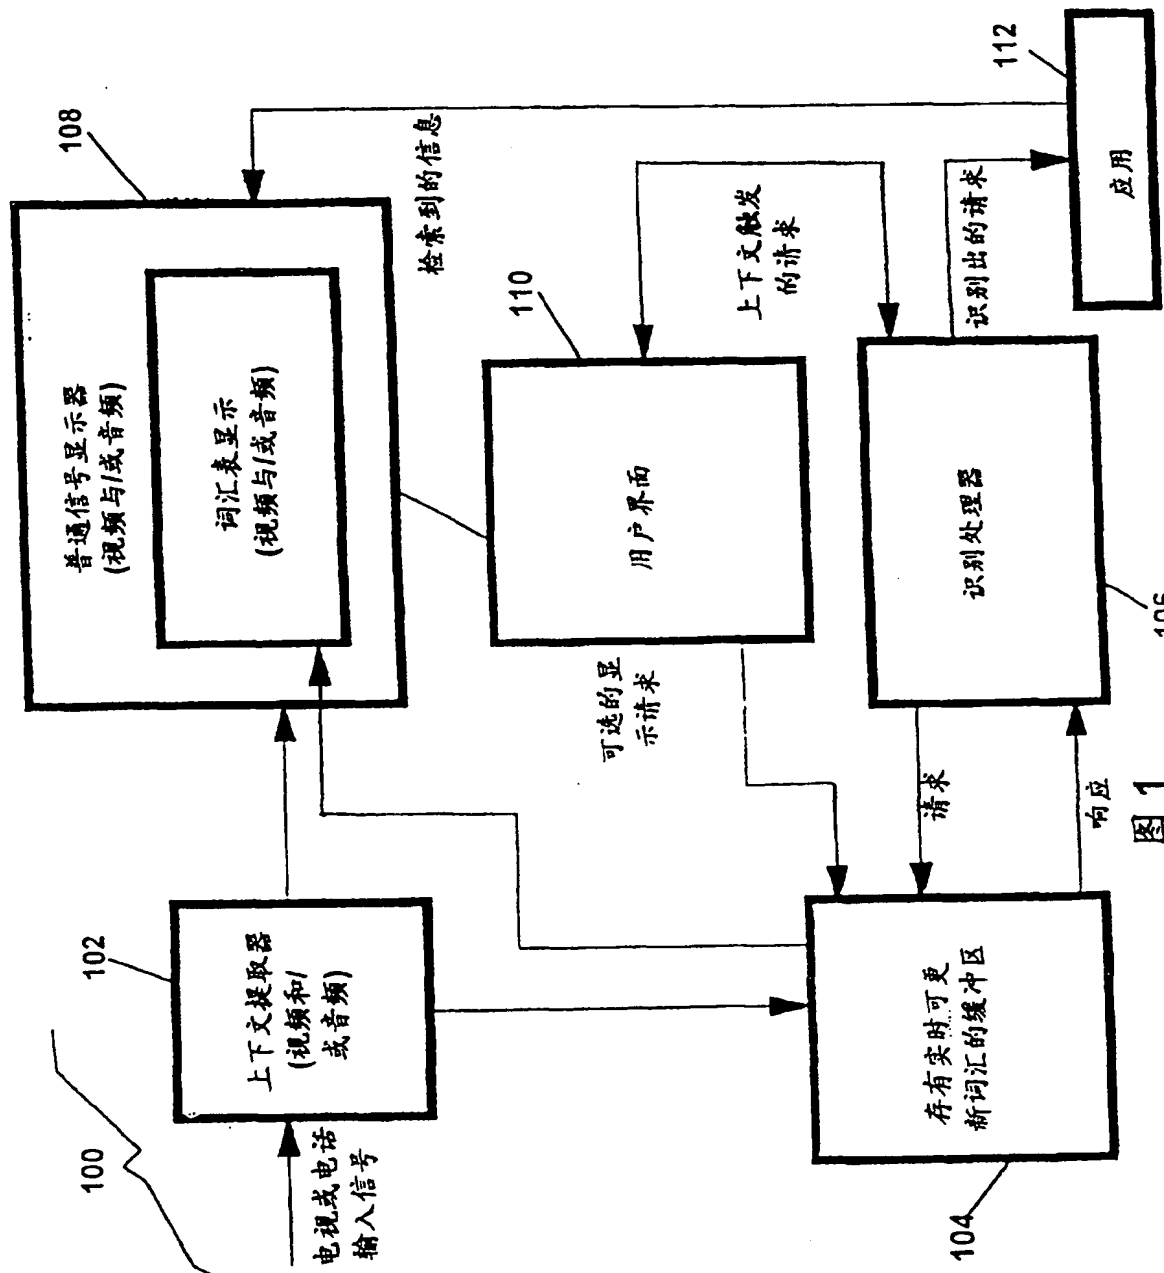 100
电视或电话
输入信号
102
上下文提取器
(视频和/
或音频)
108
普通信号显示器
(视频与/或音频)
词汇表显示
(视频与/或音频)
检索到的信息
110
用户界面
可选的显
示请求
上下文触发
的请求
104
存有实时可更
新词汇的缓冲区
请求
响应
识别处理器
106
识别出的请求
112
应用
图 1